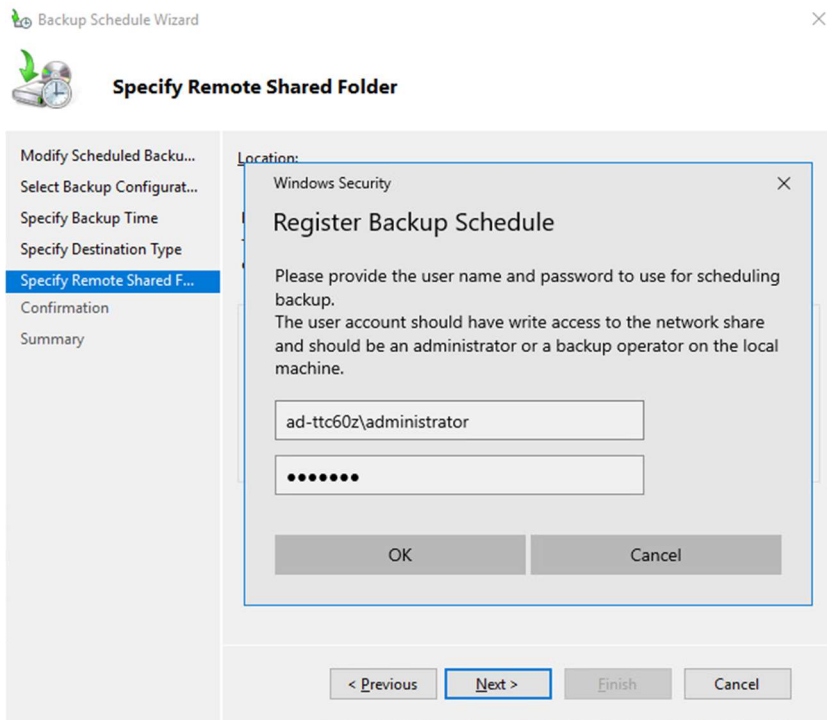 Backup Schedule Wizard
Specify Remote Shared Folder
Modify Scheduled Backu...
Select Backup Configurat...
Specify Backup Time
Specify Destination Type
Specify Remote Shared F...
Confirmation
Summary
Location:
Windows Security
Register Backup Schedule
Please provide the user name and password to use for scheduling
backup.
The user account should have write access to the network share
and should be an administrator or a backup operator on the local
machine.
ad-ttc60z\administrator
●●●●●●●
OK
Cancel
< Previous
Next >
Finish
Cancel